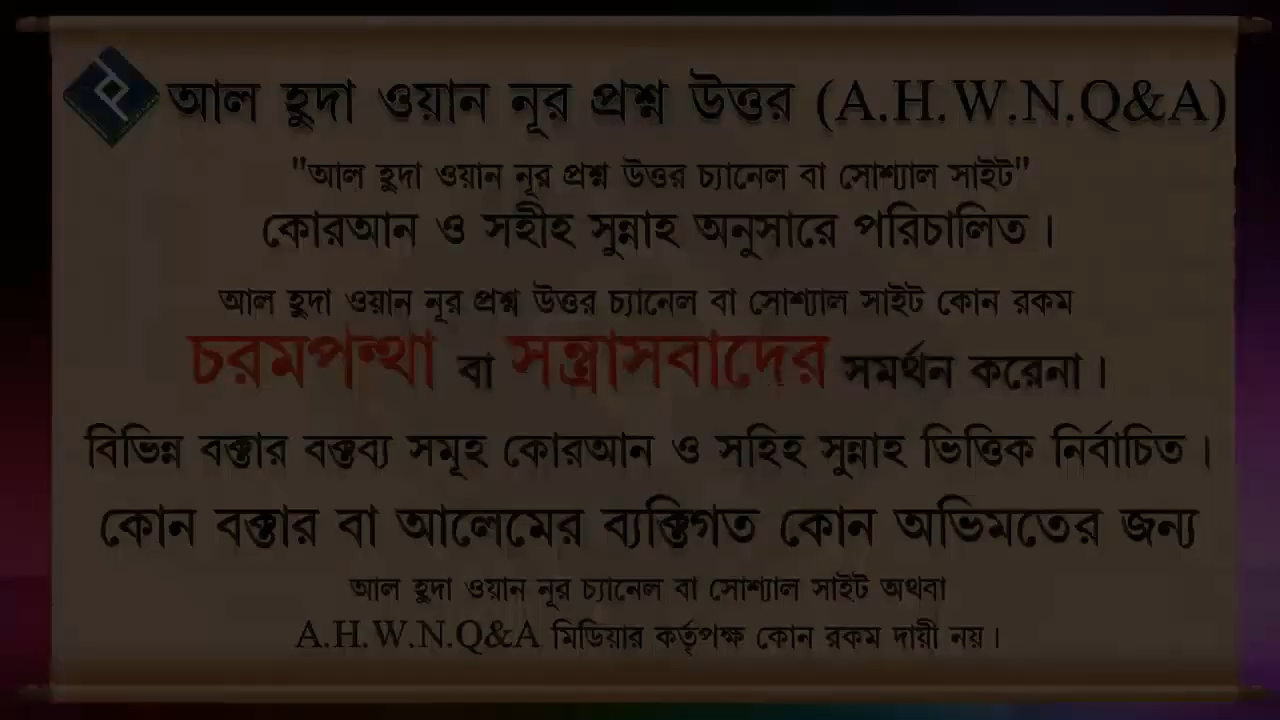 আল হুদা ওয়ান নূর প্রশ্ন উত্তর (A.H.W.N.Q&A)
"আল হুদা ওয়ান নূর প্রশ্ন উত্তর চ্যানেল বা সোশ্যাল সাইট"
কোরআন ও সহীহ সুন্নাহ অনুসারে পরিচালিত।
আল হুদা ওয়ান নূর প্রশ্ন উত্তর চ্যানেল বা সোশ্যাল সাইট কোন রকম
চরমপন্থা বা সন্ত্রাসবাদের সমর্থন করেনা।
বিভিন্ন বক্তার বক্তব্য সমূহ কোরআন ও সহিহ সুন্নাহ ভিত্তিক নির্বাচিত।
কোন বক্তার বা আলেমের ব্যক্তিগত কোন অভিমতের জন্য
আল হুদা ওয়ান নূর চ্যানেল বা সোশ্যাল সাইট অথবা
A.H.W.N.Q&A মিডিয়ার কর্তৃপক্ষ কোন রকম দায়ী নয়।